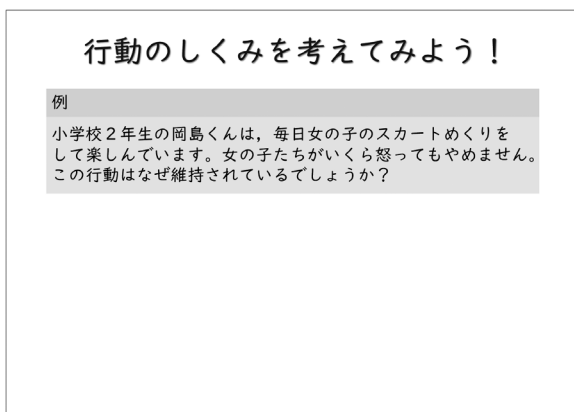 行動のしくみを考えてみよう！
例
小学校２年生の岡島くんは，毎日女の子のスカートめくりを
して楽しんでいます。女の子たちがいくら怒ってもやめません。
この行動はなぜ維持されているでしょうか？